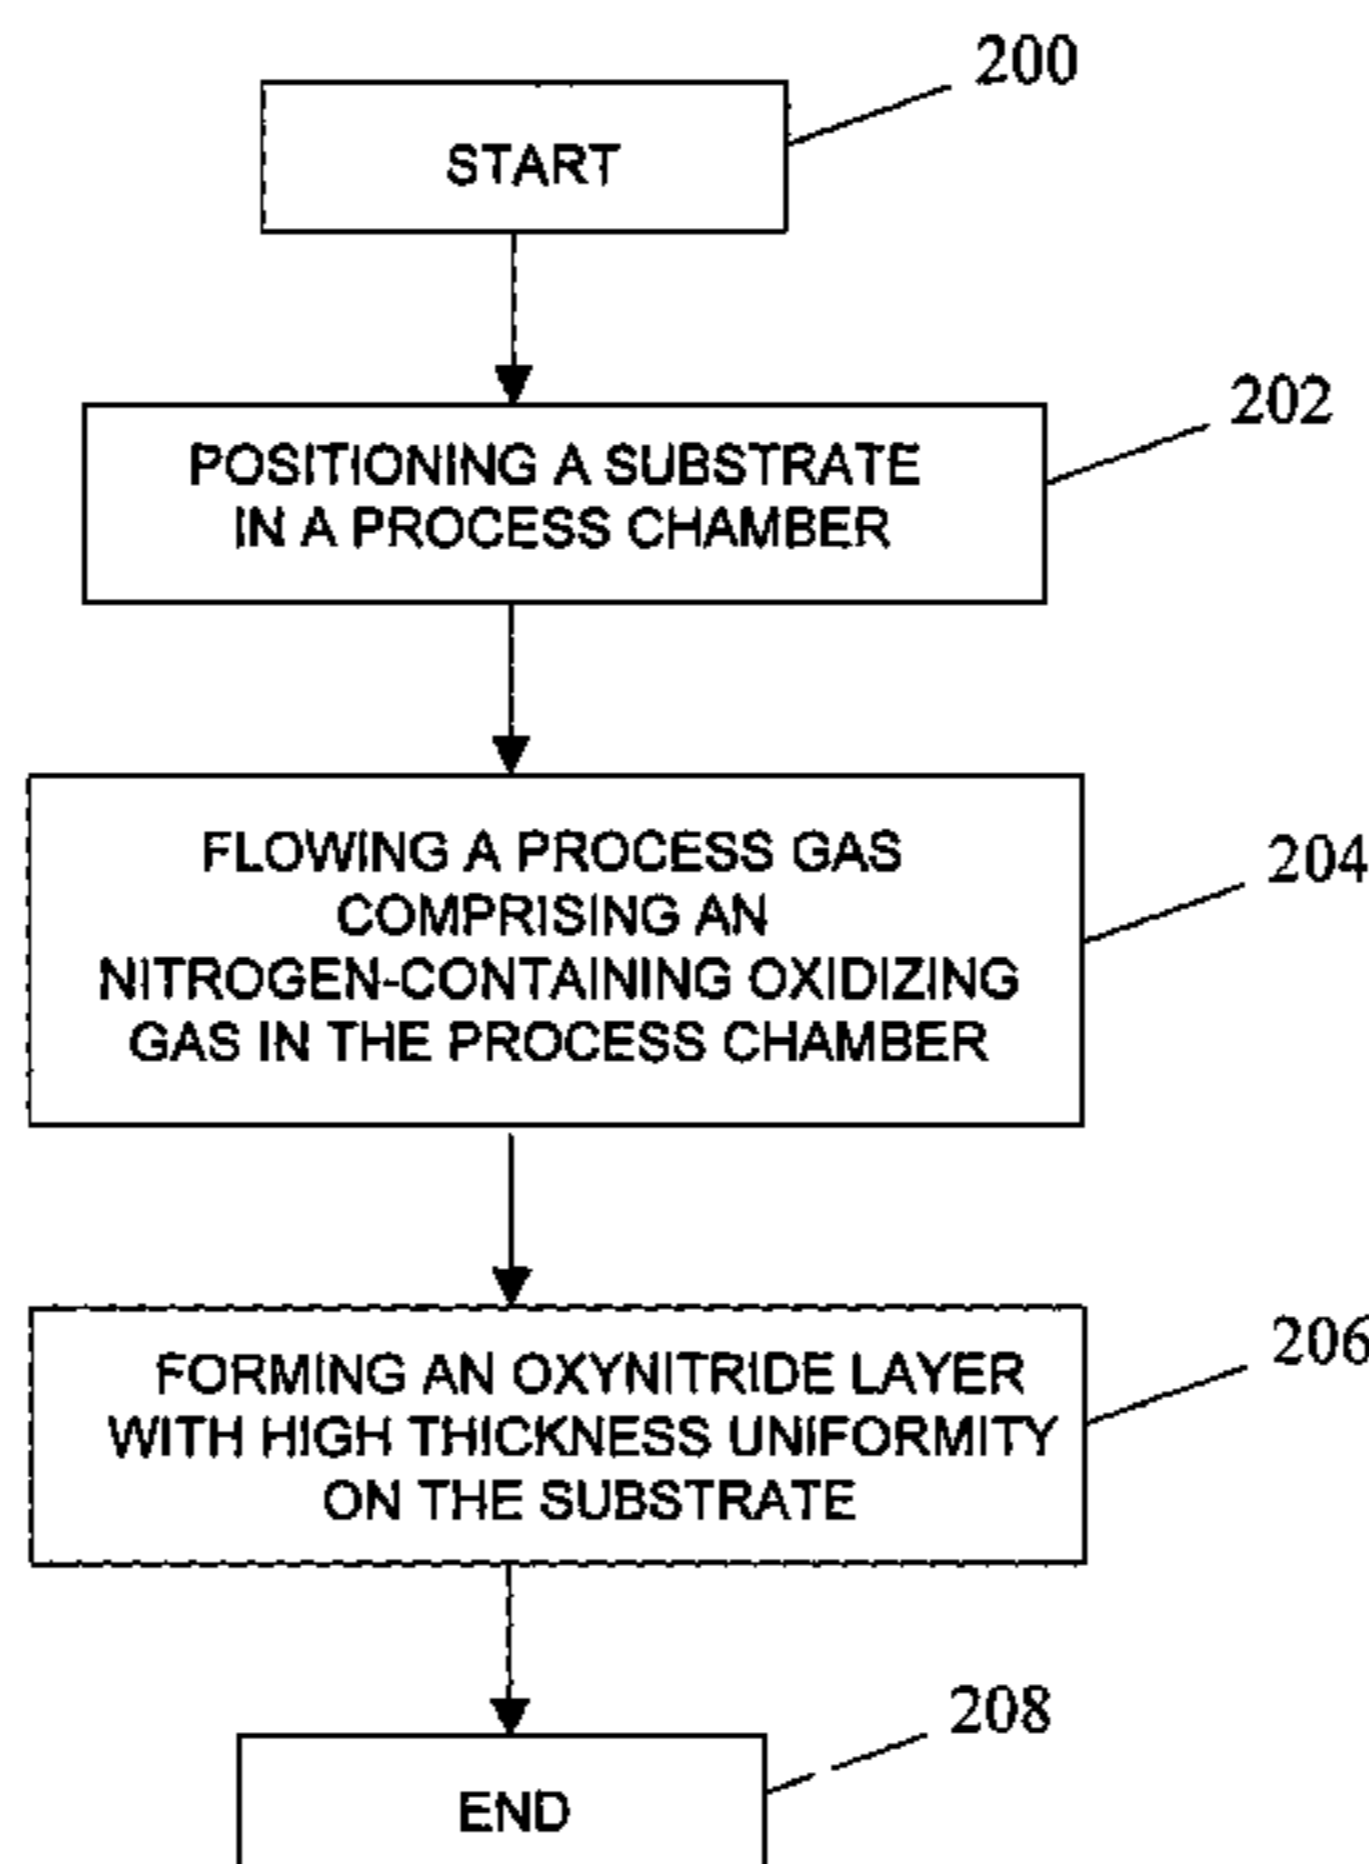 200
START
202
POSITIONING A SUBSTRATE
IN A PROCESS CHAMBER
204
FLOWING A PROCESS GAS
COMPRISING AN
NITROGEN-CONTAINING OXIDIZING
GAS IN THE PROCESS CHAMBER
206
FORMING AN OXYNITRIDE LAYER
WITH HIGH THICKNESS UNIFORMITY
ON THE SUBSTRATE
208
END